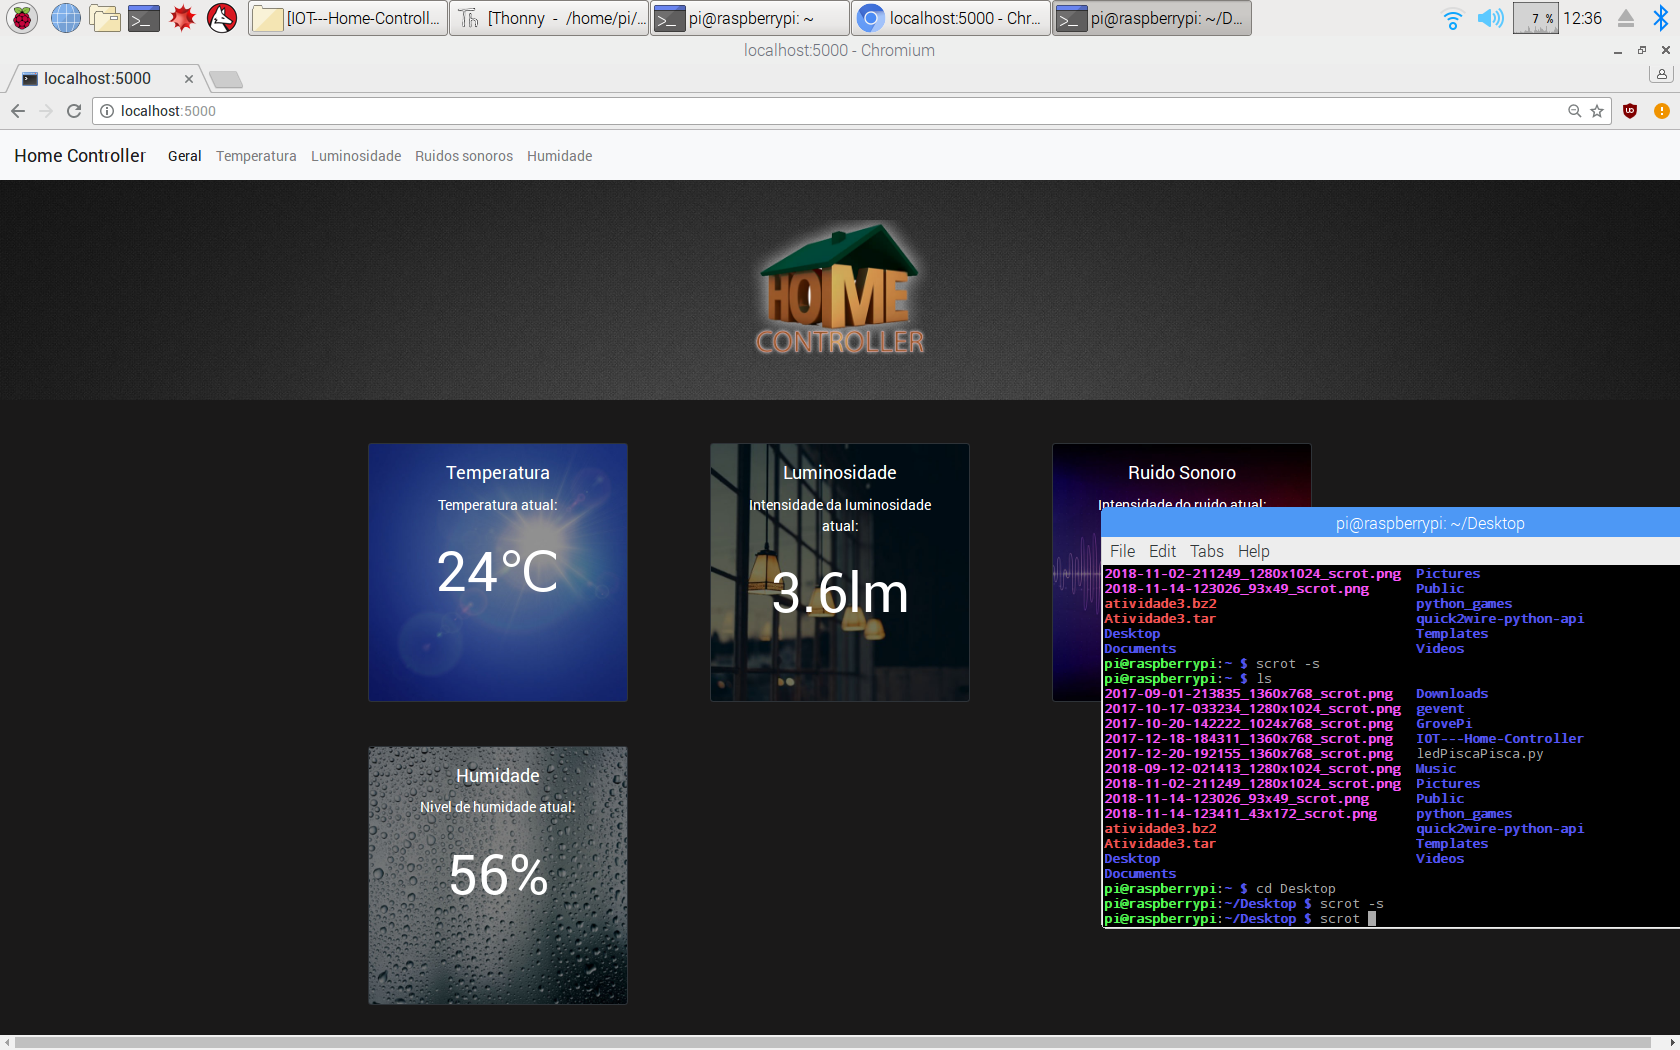 [IOT---Home-Controll... [Thonny - /home/pi/... pi@raspberrypi: ~ localhost:5000 - Chr... pi@raspberrypi: ~/D... 7 % 12:36
localhost:5000 - Chromium
localhost:5000
localhost:5000
Home Controller Geral Temperatura Luminosidade Ruidos sonoros Humidade
HOME
CONTROLLER
Temperatura
Temperatura atual:
24°C
Luminosidade
Intensidade da luminosidade
atual:
3.6lm
Ruido Sonoro
Intensidade do ruido atual:
Humidade
Nivel de humidade atual:
56%
pi@raspberrypi: ~/Desktop
File Edit Tabs Help
2018-11-02-211249_1280x1024_scrot.png Pictures
2018-11-14-123026_93x49_scrot.png Public
atividade3.bz2 python_games
Atividade3.tar quick2wire-python-api
Desktop Templates
Documents Videos
pi@raspberrypi:~ $ scrot -s
pi@raspberrypi:~ $ ls
2017-09-01-213835_1360x768_scrot.png Downloads
2017-10-17-033234_1280x1024_scrot.png gevent
2017-10-20-142222_1024x768_scrot.png GrovePi
2017-12-18-184311_1360x768_scrot.png IOT---Home-Controller
2017-12-20-192155_1360x768_scrot.png ledPiscaPisca.py
2018-09-12-021413_1280x1024_scrot.png Music
2018-11-02-211249_1280x1024_scrot.png Pictures
2018-11-14-123026_93x49_scrot.png Public
2018-11-14-123411_43x172_scrot.png python_games
atividade3.bz2 quick2wire-python-api
Atividade3.tar Templates
Desktop Videos
Documents
pi@raspberrypi:~ $ cd Desktop
pi@raspberrypi:~/Desktop $ scrot -s
pi@raspberrypi:~/Desktop $ scrot